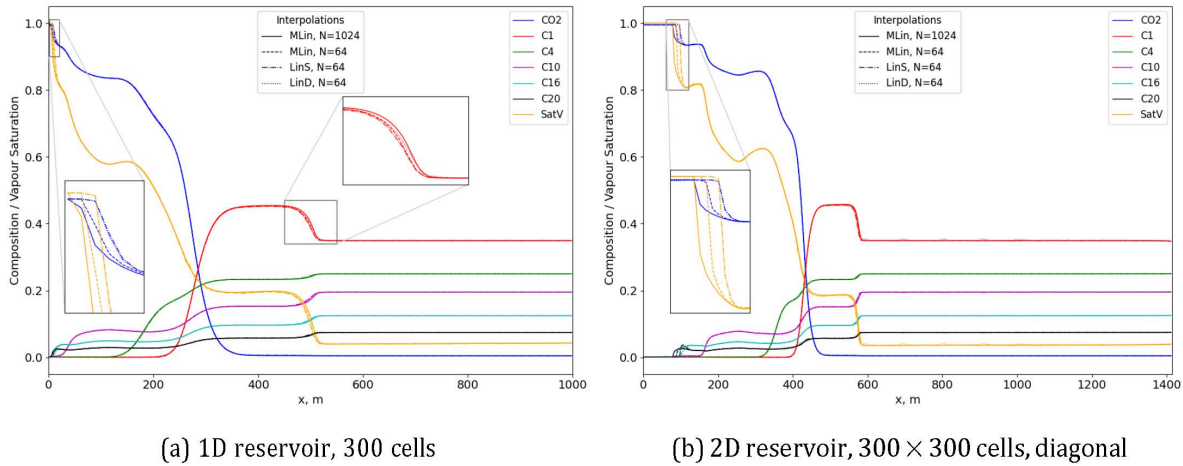 Composition / Vapour Saturation
1.0
0.8
0.6
0.4
0.2
0.0
Interpolations
MLin, N=1024
MLin, N=64
LinS, N=64
LinD, N=64
CO2
C1
C4
C10
C16
C20
SatV
0 200 400 600 800 1000
x, m
(a) 1D reservoir, 300 cells
Composition / Vapour Saturation
1.0
0.8
0.6
0.4
0.2
0.0
Interpolations
MLin, N=1024
MLin, N=64
LinS, N=64
LinD, N=64
CO2
C1
C4
C10
C16
C20
SatV
0 200 400 600 800 1000 1200 1400
x, m
(b) 2D reservoir, 300 × 300 cells, diagonal